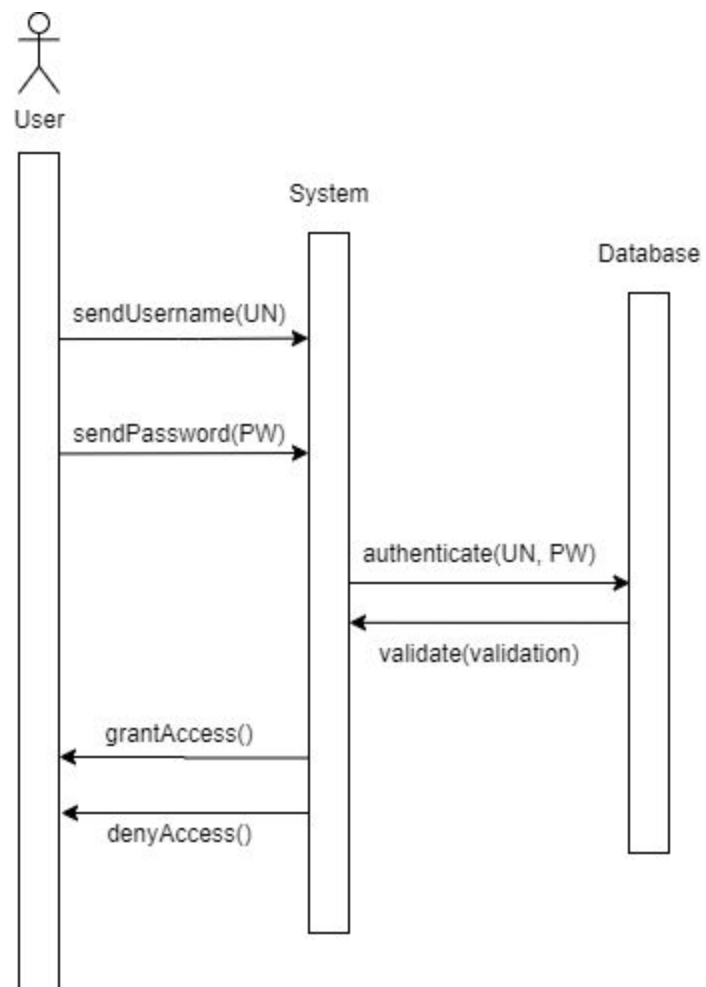 User
System
Database
sendUsername(UN)
sendPassword(PW)
authenticate(UN, PW)
validate(validation)
grantAccess()
denyAccess()